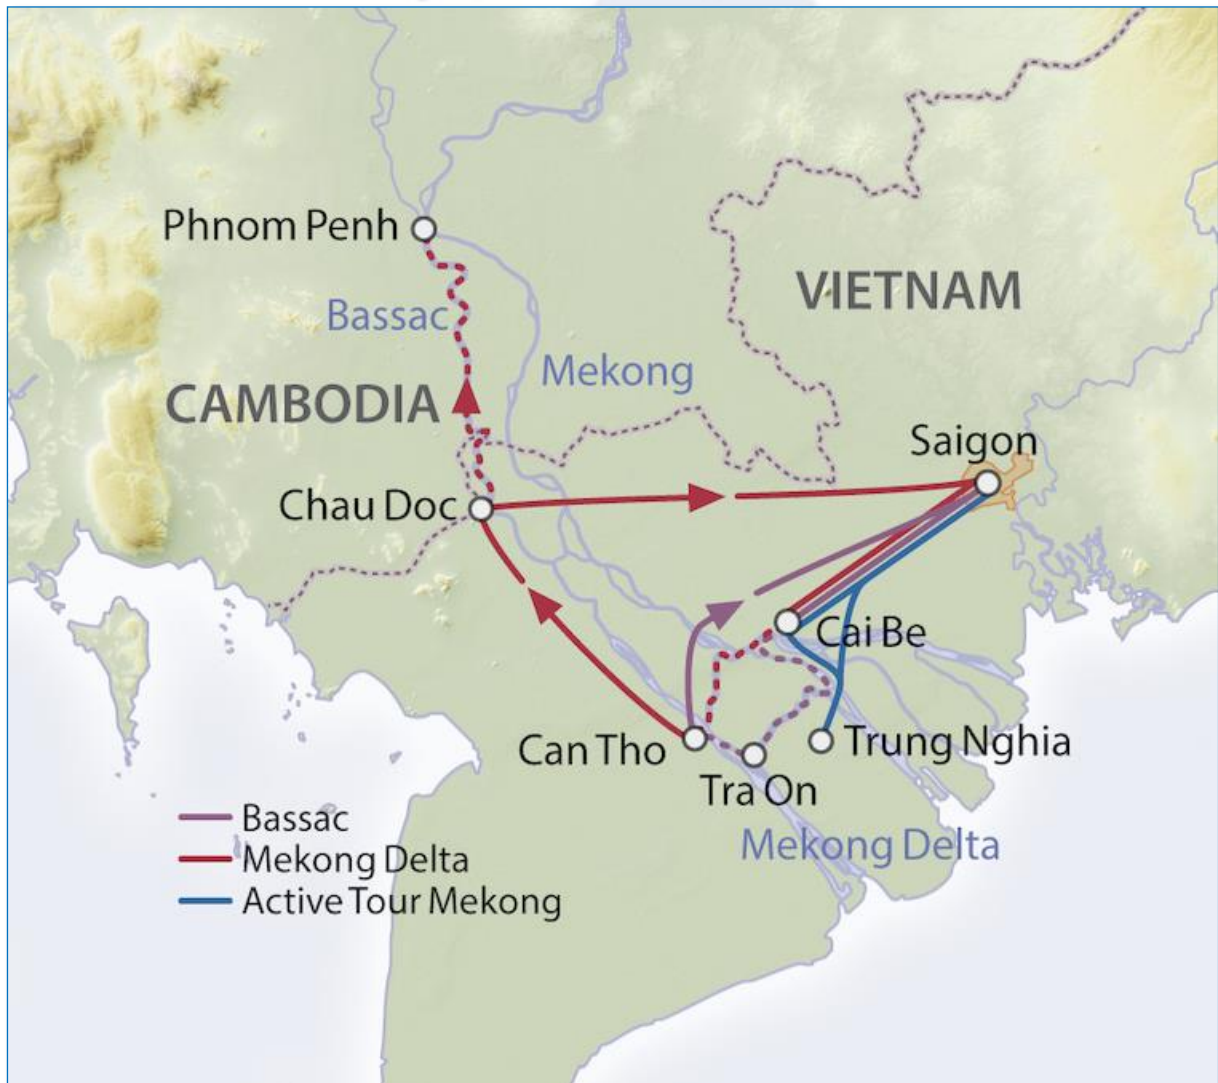 Phnom Penh
Bassac
VIETNAM
Mekong
CAMBODIA
Saigon
Chau Doc
Cai Be
Can Tho
Trung Nghia
Tra On
Mekong Delta
Bassac
Mekong Delta
Active Tour Mekong